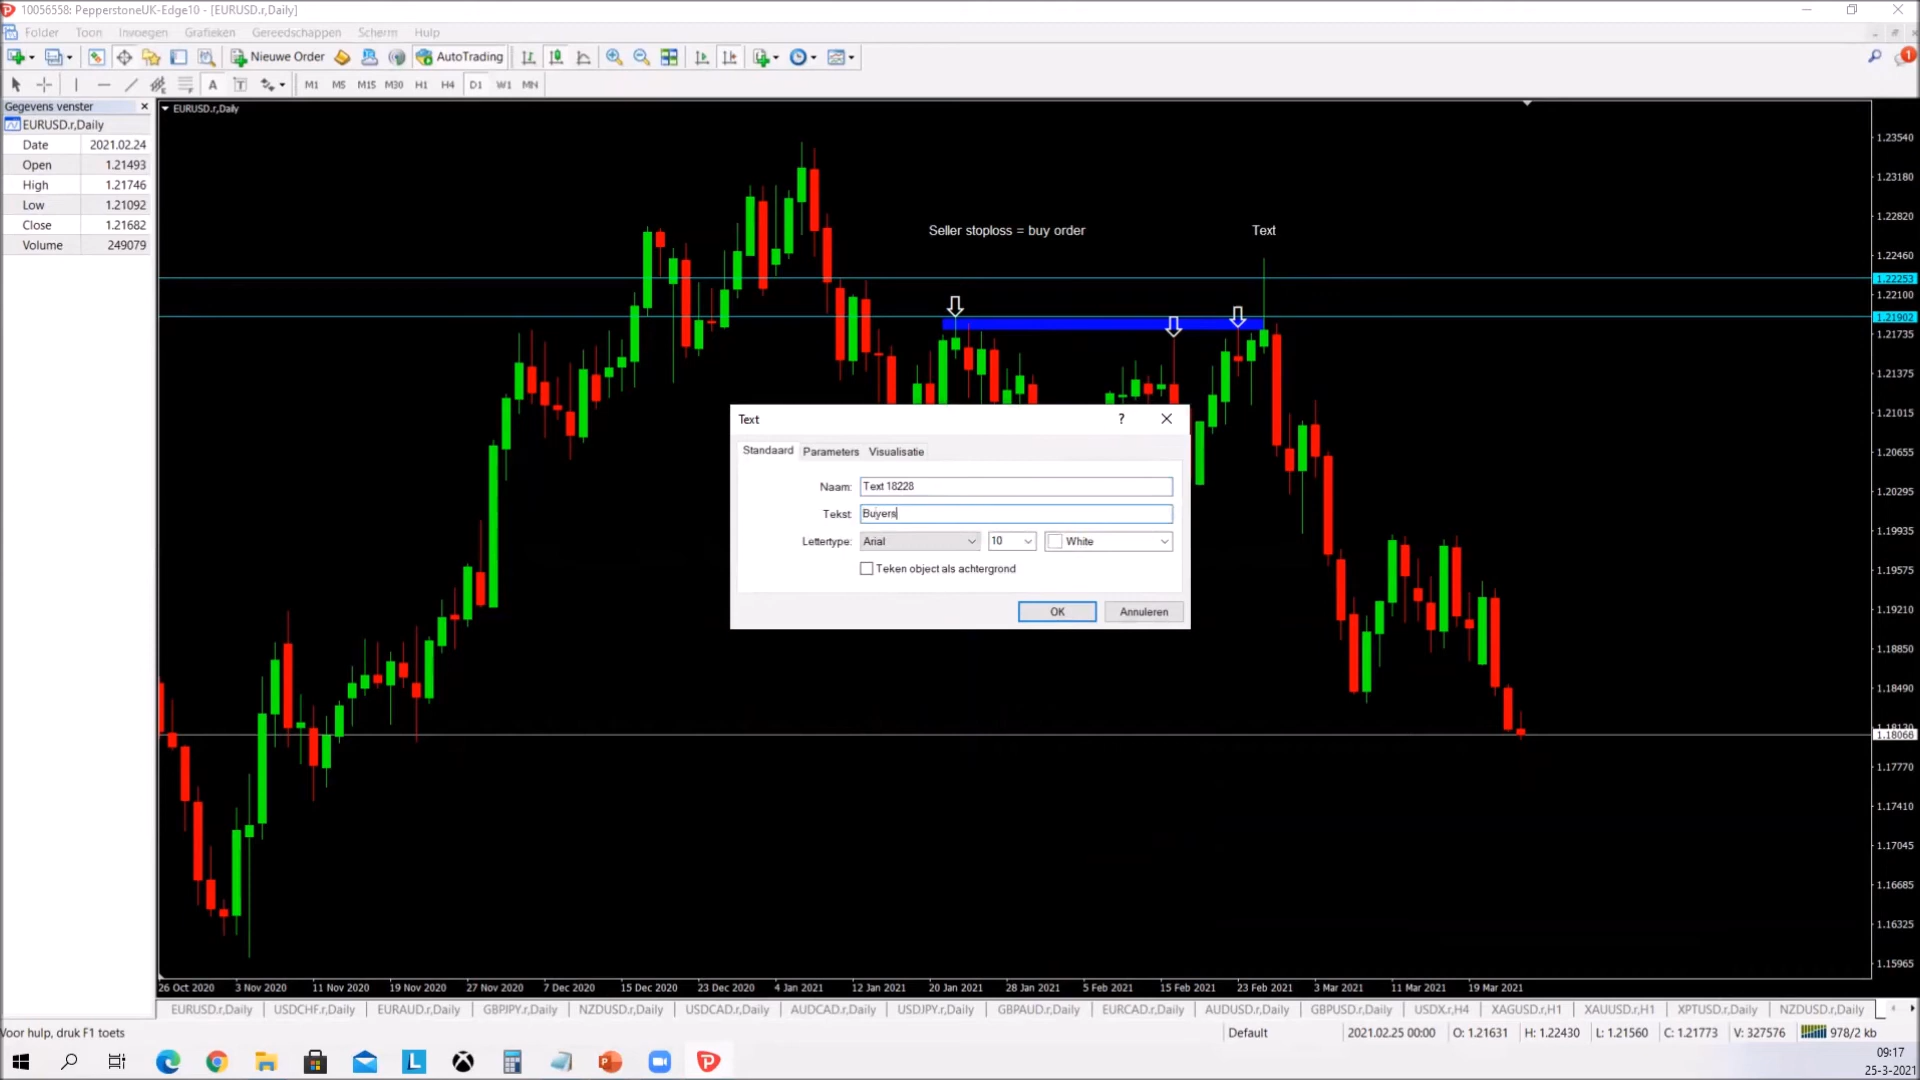 10056558: PepperstoneUK-Edge10 - [EURUSD.r,Daily]
Folder Toon Invoegen Grafieken Gereedschappen Scherm Hulp
Nieuwe Order AutoTrading 1
A T M1 M5 M15 M30 H1 H4 D1 W1 MN
Gegevens venster
EURUSD.r,Daily
Date 2021.02.24
Open 1.21493
High 1.21746
Low 1.21092
Close 1.21682
Volume 249079
EURUSD.r,Daily
Seller stoploss = buy order
Text
1.23540
1.23180
1.22820
1.22460
1.22253
1.22100
1.21902
1.21735
1.21375
1.21015
1.20655
1.20295
1.19935
1.19575
1.19210
1.18850
1.18490
1.18130
1.18068
1.17770
1.17410
1.17045
1.16685
1.16325
1.15965
Text ?
Standaard Parameters Visualisatie
Naam: Text 18228
Tekst: Buyers
Lettertype: Arial 10 White
Teken object als achtergrond
OK Annuleren
26 Oct 2020 3 Nov 2020 11 Nov 2020 19 Nov 2020 27 Nov 2020 7 Dec 2020 15 Dec 2020 23 Dec 2020 4 Jan 2021 12 Jan 2021 20 Jan 2021 28 Jan 2021 5 Feb 2021 15 Feb 2021 23 Feb 2021 3 Mar 2021 11 Mar 2021 19 Mar 2021
EURUSD.r,Daily USDCHF.r,Daily EURAUD.r,Daily GBPJPY.r,Daily NZDUSD.r,Daily USDCAD.r,Daily AUDCAD.r,Daily USDJPY.r,Daily GBPAUD.r,Daily EURCAD.r,Daily AUDUSD.r,Daily GBPUSD.r,Daily USDX.r,H4 XAGUSD.r,H1 XAUUSD.r,H1 XPTUSD.r,Daily NZDUSD.r,Daily
Voor hulp, druk F1 toets Default 2021.02.25 00:00 O: 1.21631 H: 1.22430 L: 1.21560 C: 1.21773 V: 327576 978/2 kb
09:17
25-3-2021